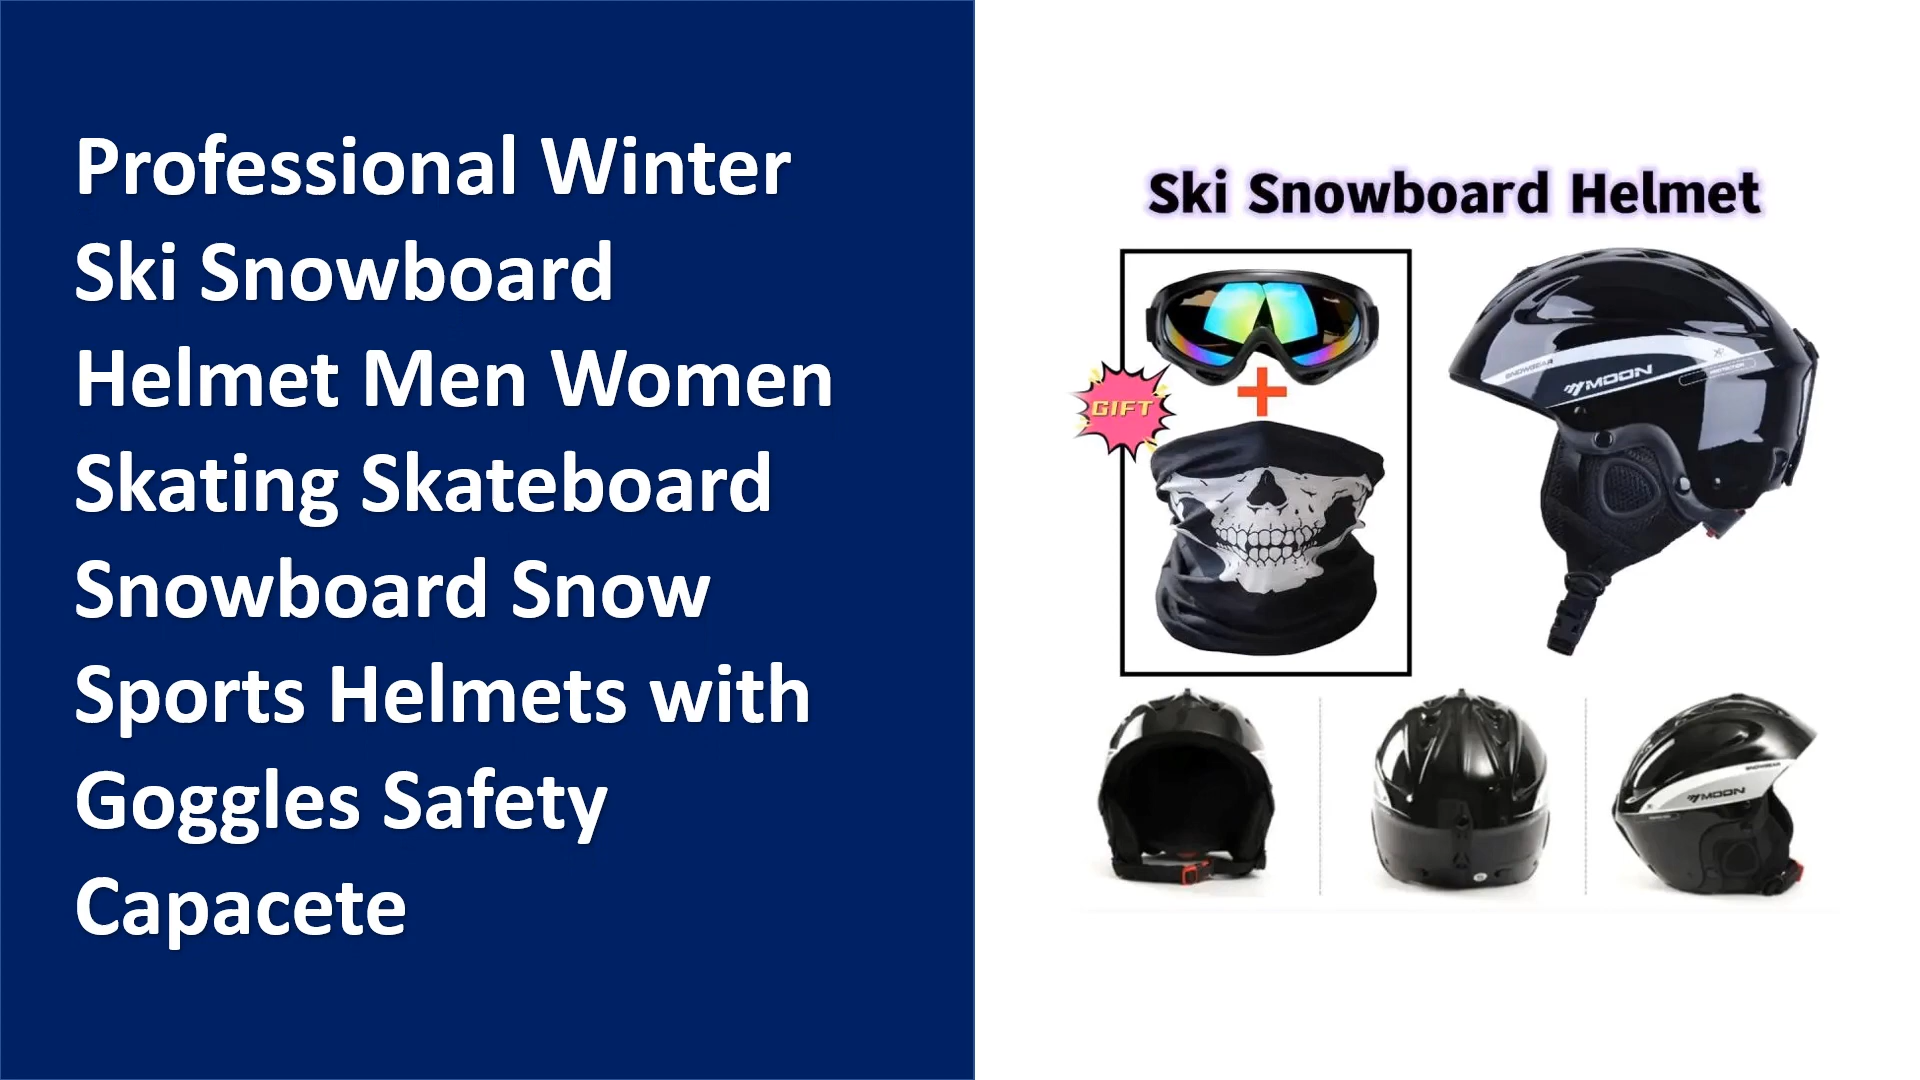 Professional Winter
Ski Snowboard
Helmet Men Women
Skating Skateboard
Snowboard Snow
Sports Helmets with
Goggles Safety
Capacete
Ski Snowboard Helmet
GIFT
SNOWBEAR
MOON
MOON